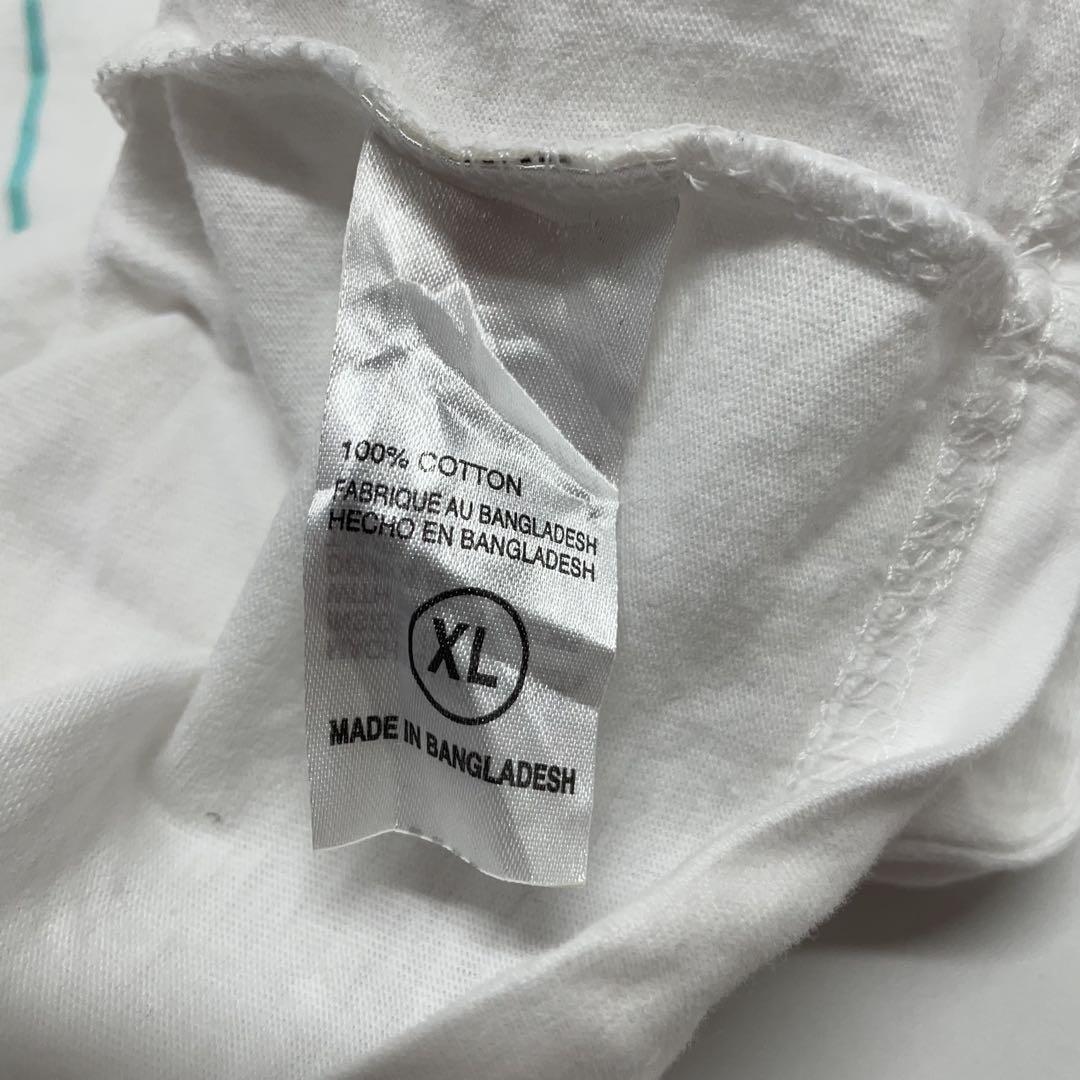 100% COTTON
FABRIQUE AU BANGLADESH
HECHO EN BANGLADESH
XL
MADE IN BANGLADESH